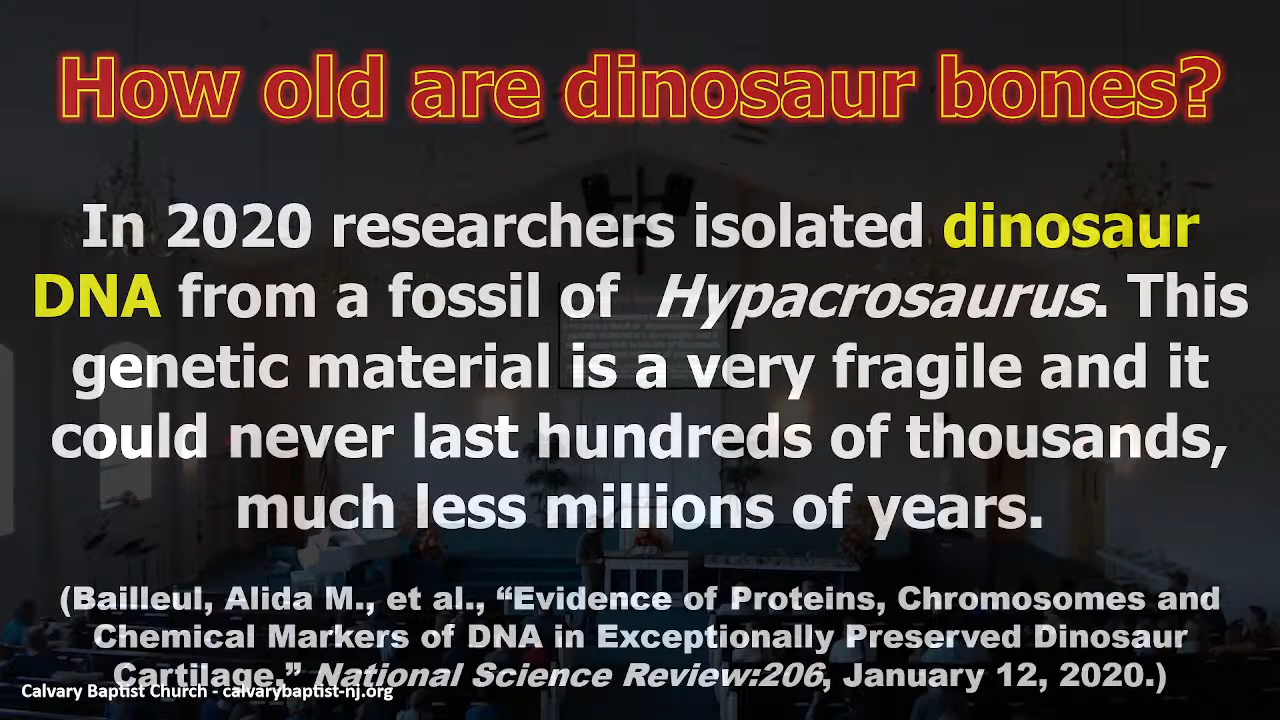 How old are dinosaur bones?
In 2020 researchers isolated dinosaur
DNA from a fossil of Hypacrosaurus. This
genetic material is a very fragile and it
could never last hundreds of thousands,
much less millions of years.
(Bailleul, Alida M., et al., “Evidence of Proteins, Chromosomes and
Chemical Markers of DNA in Exceptionally Preserved Dinosaur
Cartilage,” National Science Review:206, January 12, 2020.)
Calvary Baptist Church - calvarybaptist-nj.org